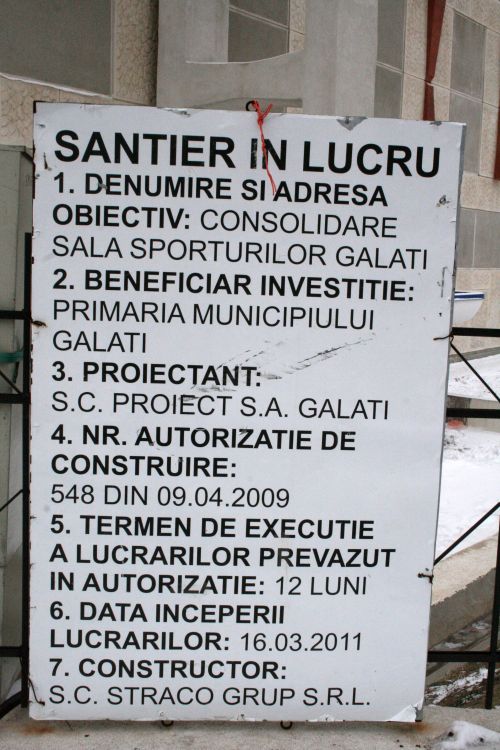 SANTIER IN LUCRU
1. DENUMIRE SI ADRESA
OBIECTIV: CONSOLIDARE
SALA SPORTURILOR GALATI
2. BENEFICIAR INVESTITIE:
PRIMARIA MUNICIPIULUI
GALATI
3. PROIECTANT:
S.C. PROIECT S.A. GALATI
4. NR. AUTORIZATIE DE
CONSTRUIRE:
548 DIN 09.04.2009
5. TERMEN DE EXECUTIE
A LUCRARILOR PREVAZUT
IN AUTORIZATIE: 12 LUNI
6. DATA INCEPERII
LUCRARILOR: 16.03.2011
7. CONSTRUCTOR:
S.C. STRACO GRUP S.R.L.